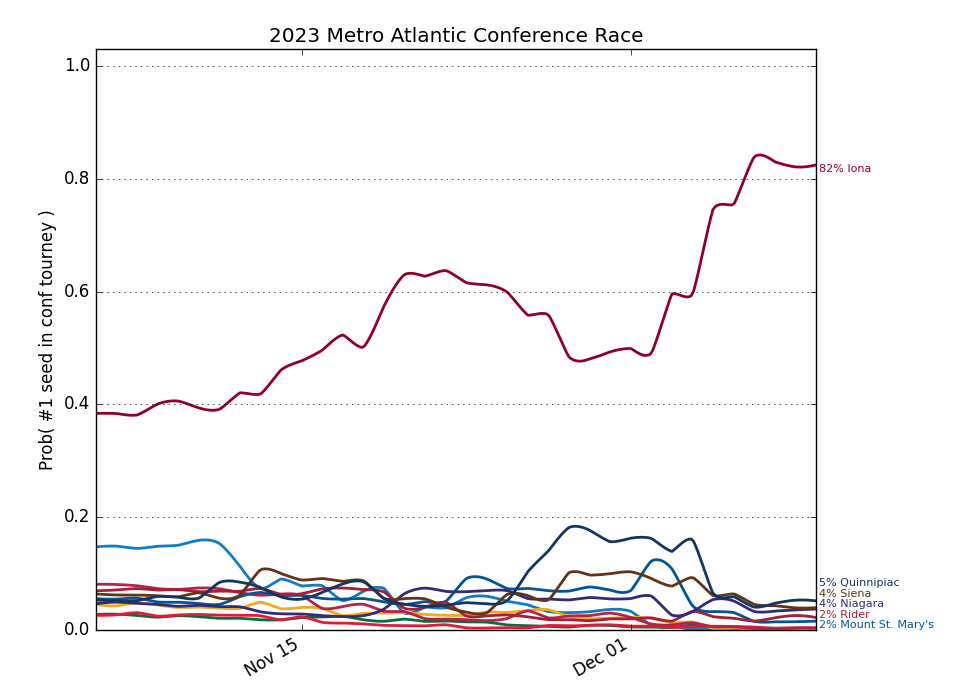 2023 Metro Atlantic Conference Race
Prob( #1 seed in conf tourney )
1.0
0.8
0.6
0.4
0.2
0.0
Nov 15
Dec 01
82% Iona
5% Quinnipiac
4% Siena
4% Niagara
2% Rider
2% Mount St. Mary's